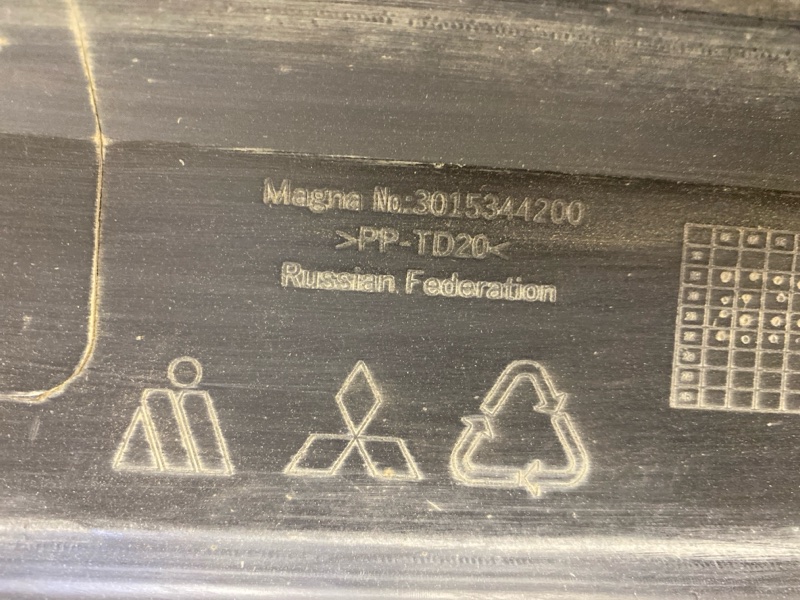 Magna No.:3015344200
>PP-TD20<
Russian Federation